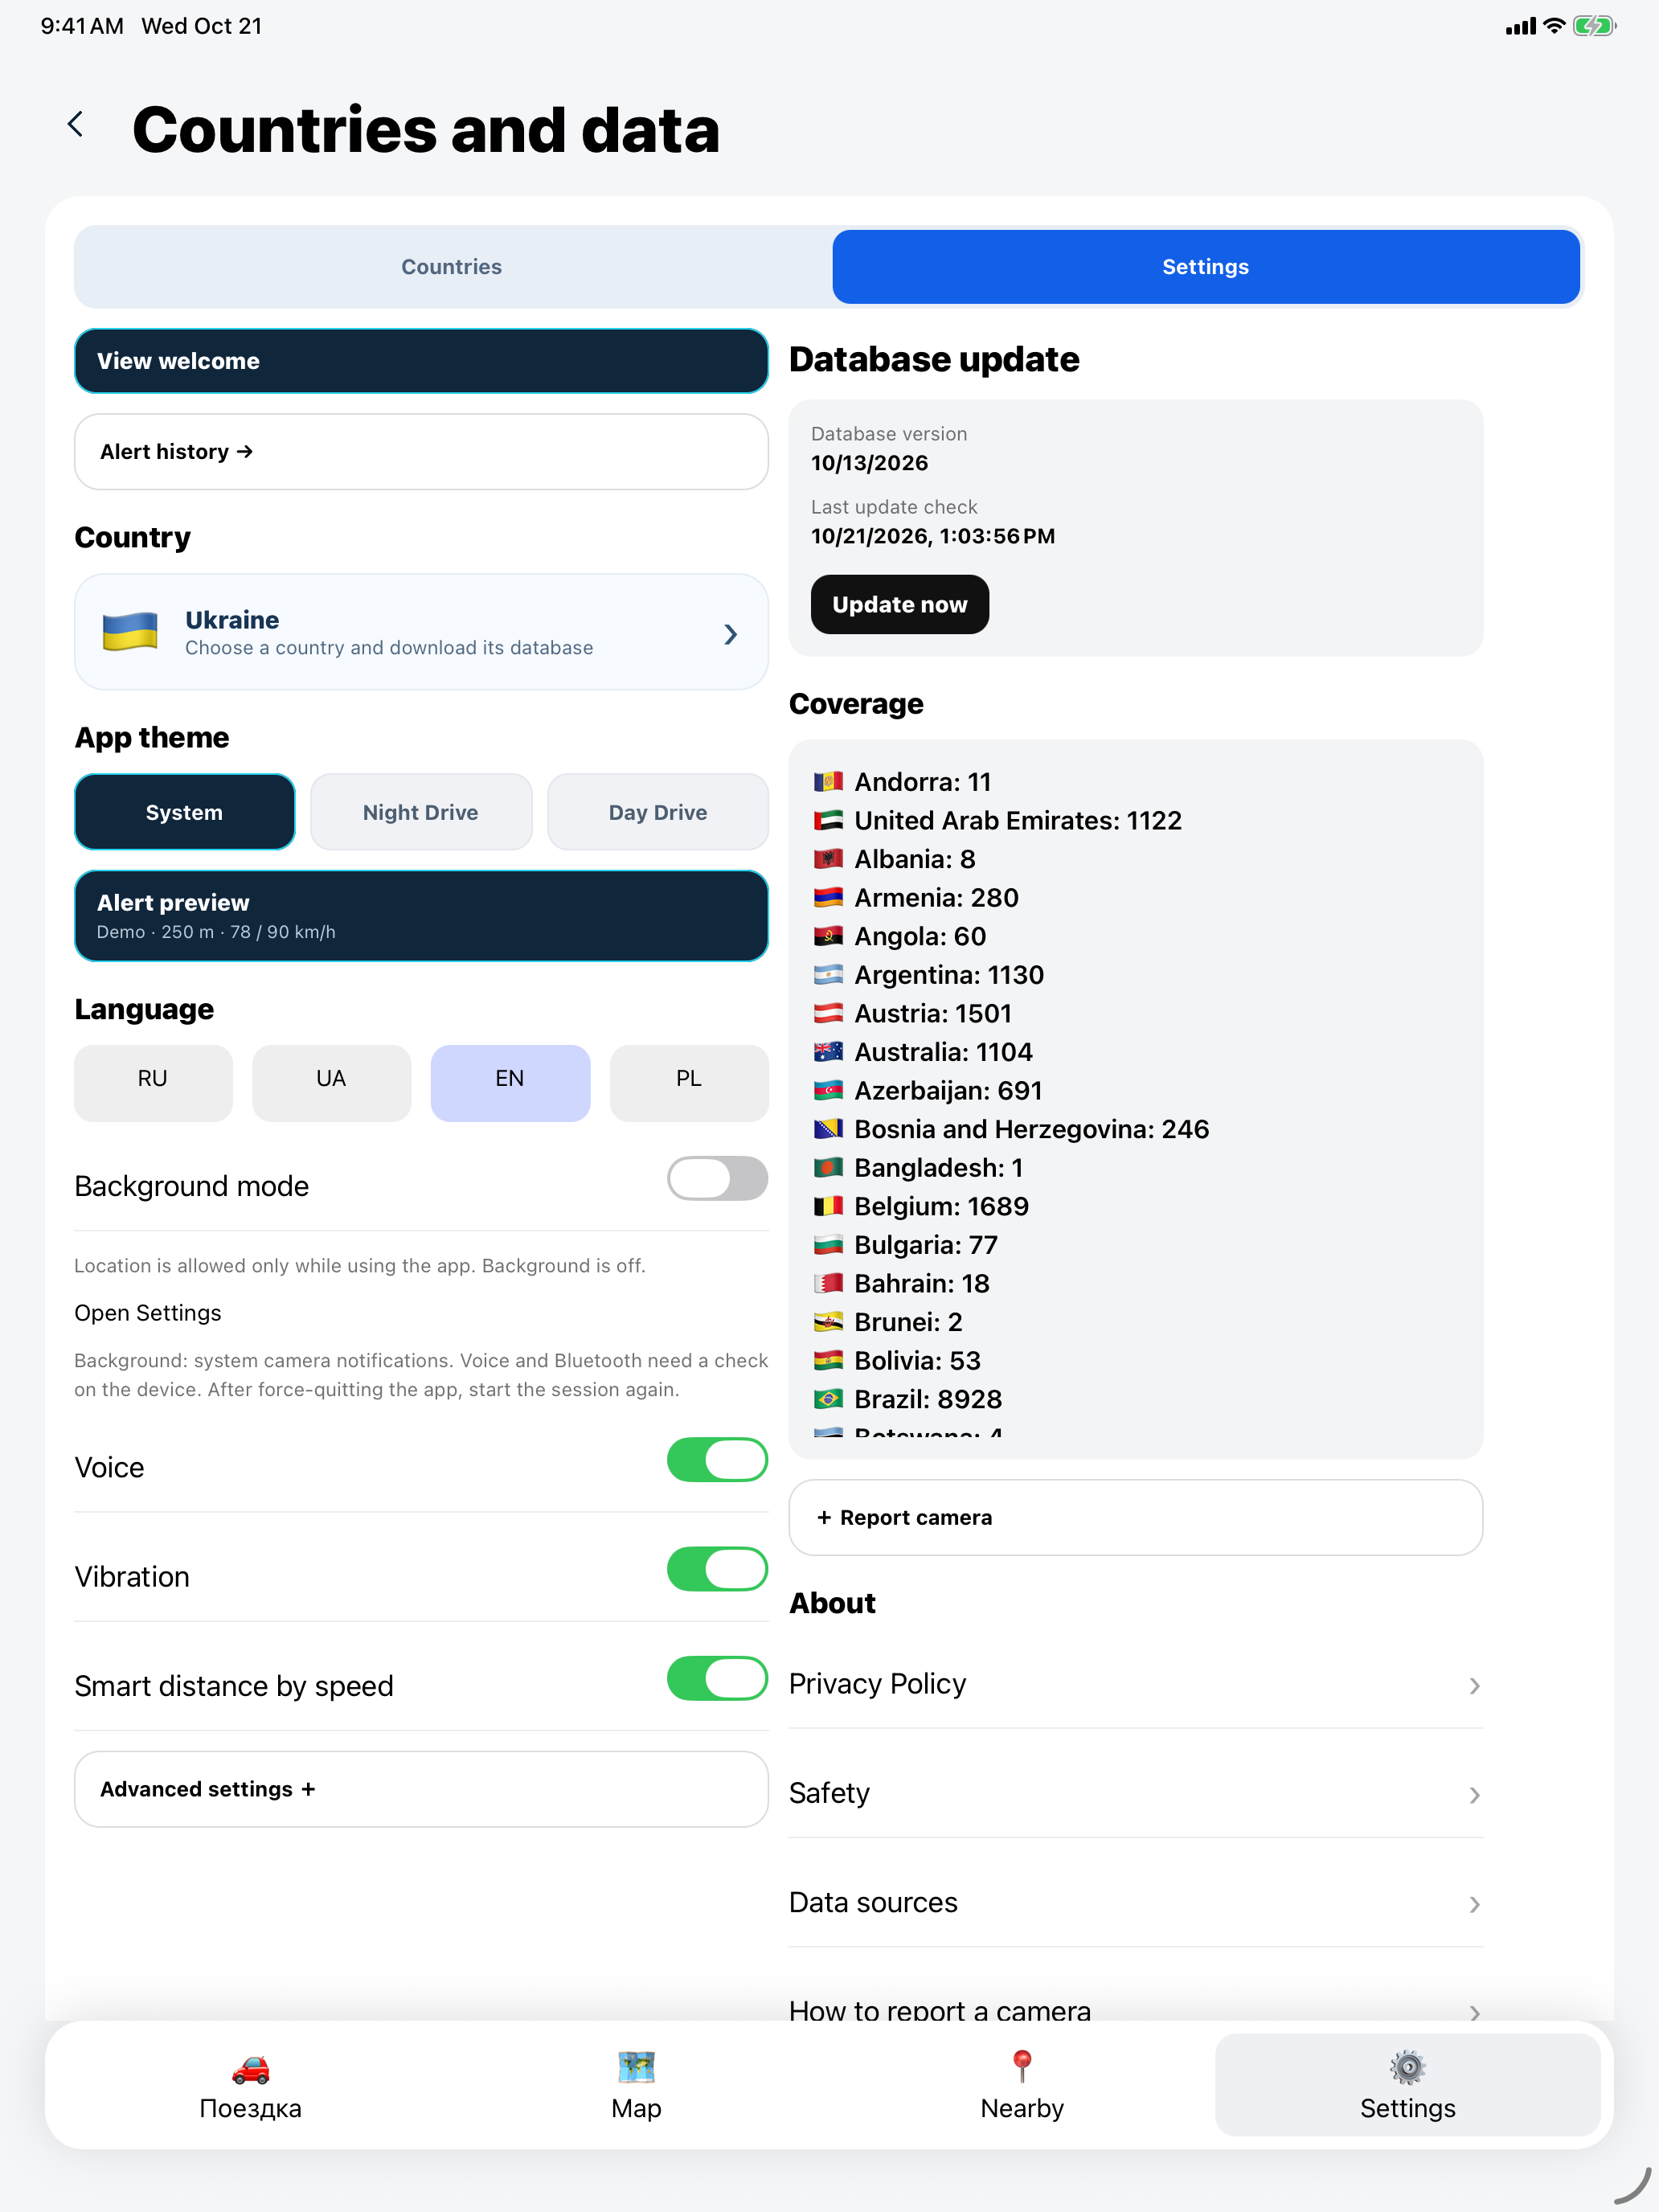 9:41 AM Wed Oct 21
Countries and data
Countries
Settings
View welcome
Alert history →
Country
Ukraine
Choose a country and download its database
App theme
System
Night Drive
Day Drive
Alert preview
Demo · 250 m · 78 / 90 km/h
Language
RU
UA
EN
PL
Background mode
Location is allowed only while using the app. Background is off.
Open Settings
Background: system camera notifications. Voice and Bluetooth need a check
on the device. After force-quitting the app, start the session again.
Voice
Vibration
Smart distance by speed
Advanced settings +
Database update
Database version
10/13/2026
Last update check
10/21/2026, 1:03:56 PM
Update now
Coverage
Andorra: 11
United Arab Emirates: 1122
Albania: 8
Armenia: 280
Angola: 60
Argentina: 1130
Austria: 1501
Australia: 1104
Azerbaijan: 691
Bosnia and Herzegovina: 246
Bangladesh: 1
Belgium: 1689
Bulgaria: 77
Bahrain: 18
Brunei: 2
Bolivia: 53
Brazil: 8928
Botswana: 4
+ Report camera
About
Privacy Policy
Safety
Data sources
How to report a camera
Поездка
Map
Nearby
Settings